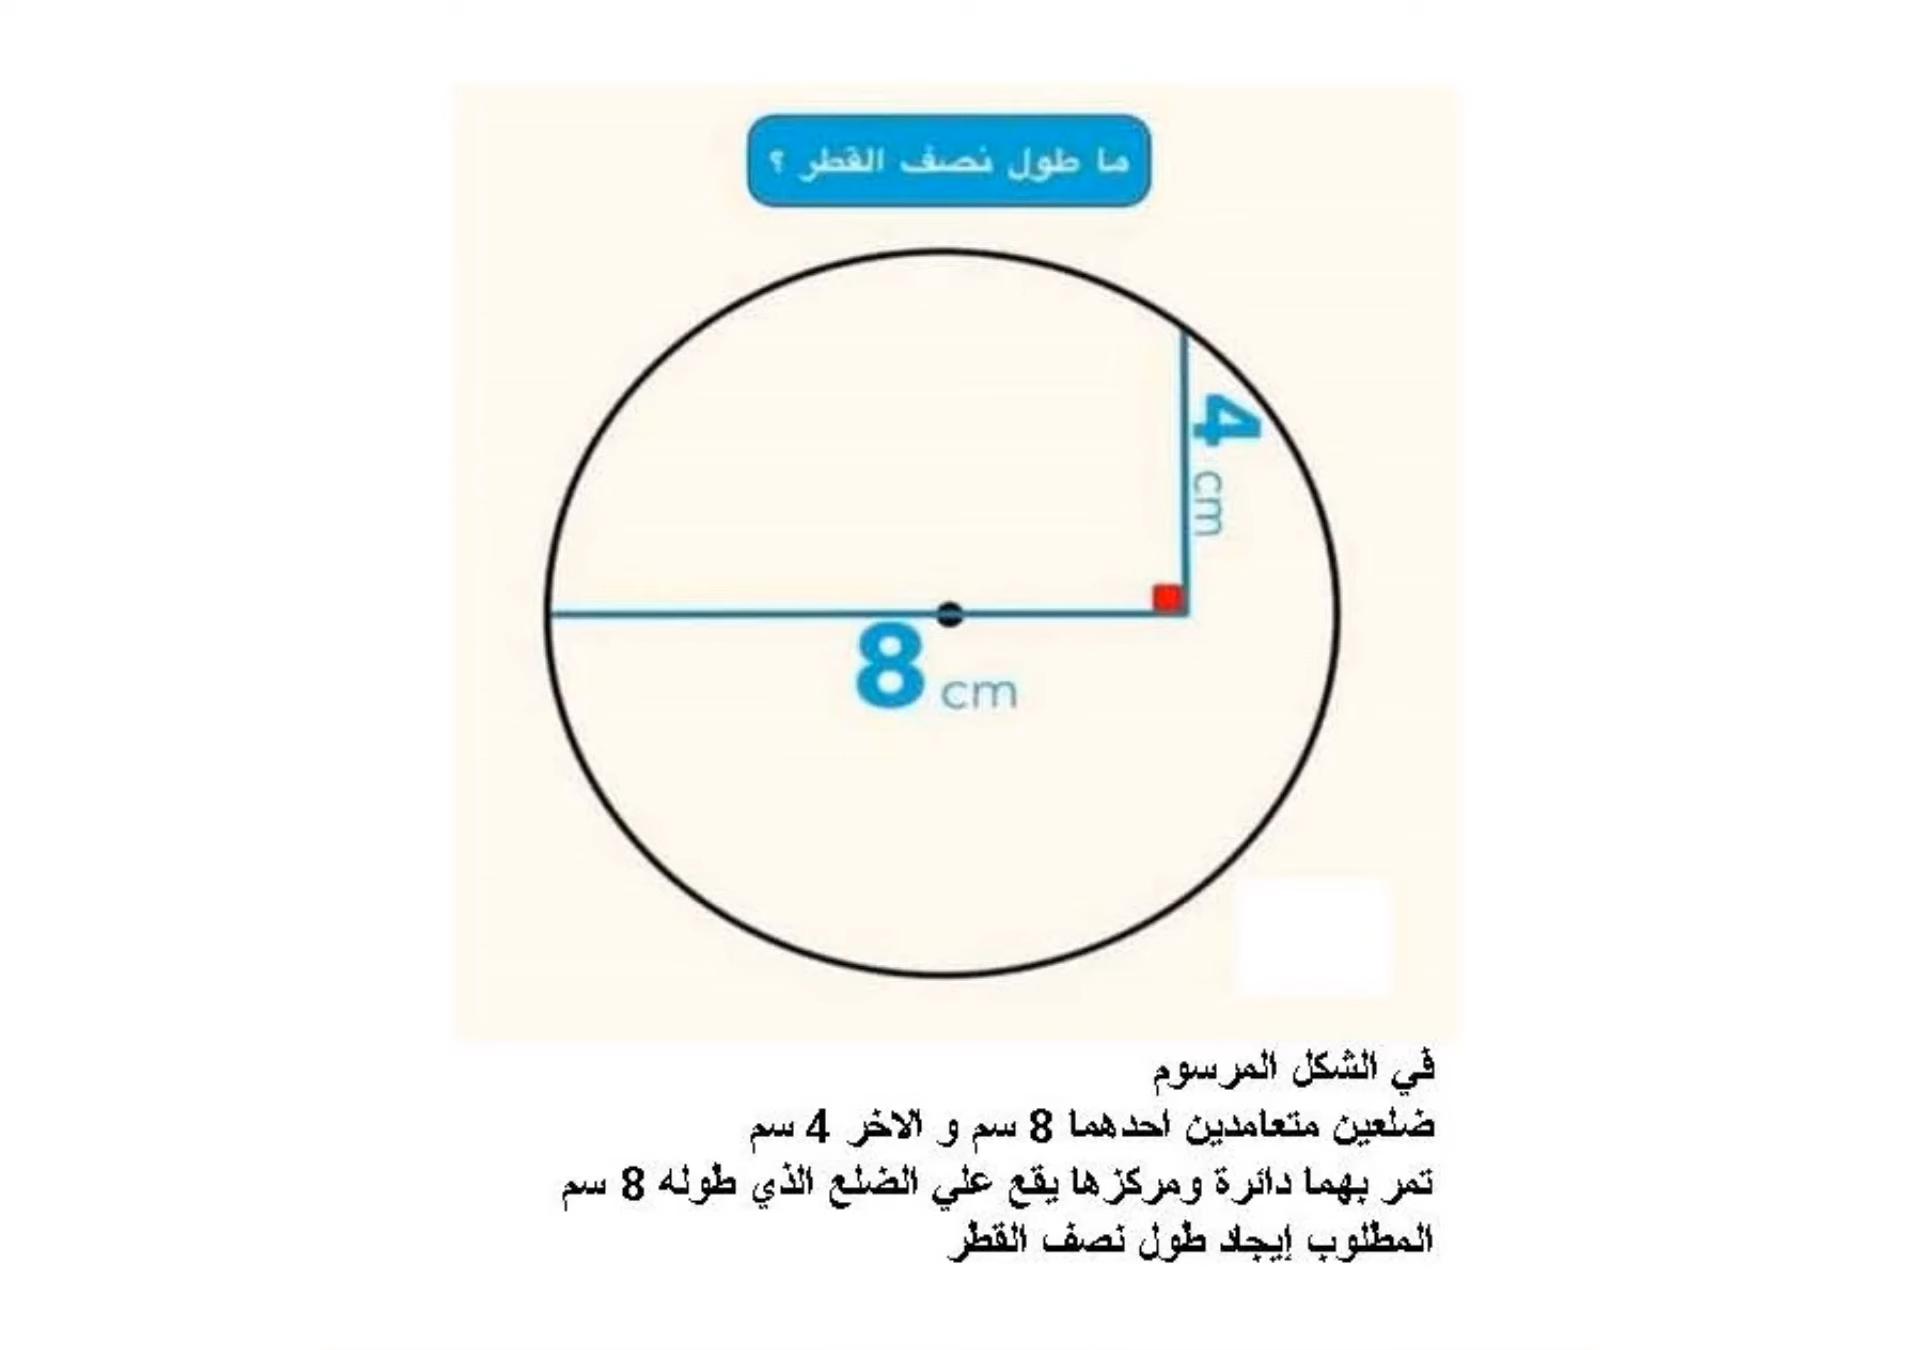 ما طول نصف القطر ؟
4 cm
8 cm
في الشكل المرسوم
ضلعين متعامدين احدهما 8 سم و الاخر 4 سم
تمر بهما دائرة ومركزها يقع علي الضلع الذي طوله 8 سم
المطلوب إيجاد طول نصف القطر